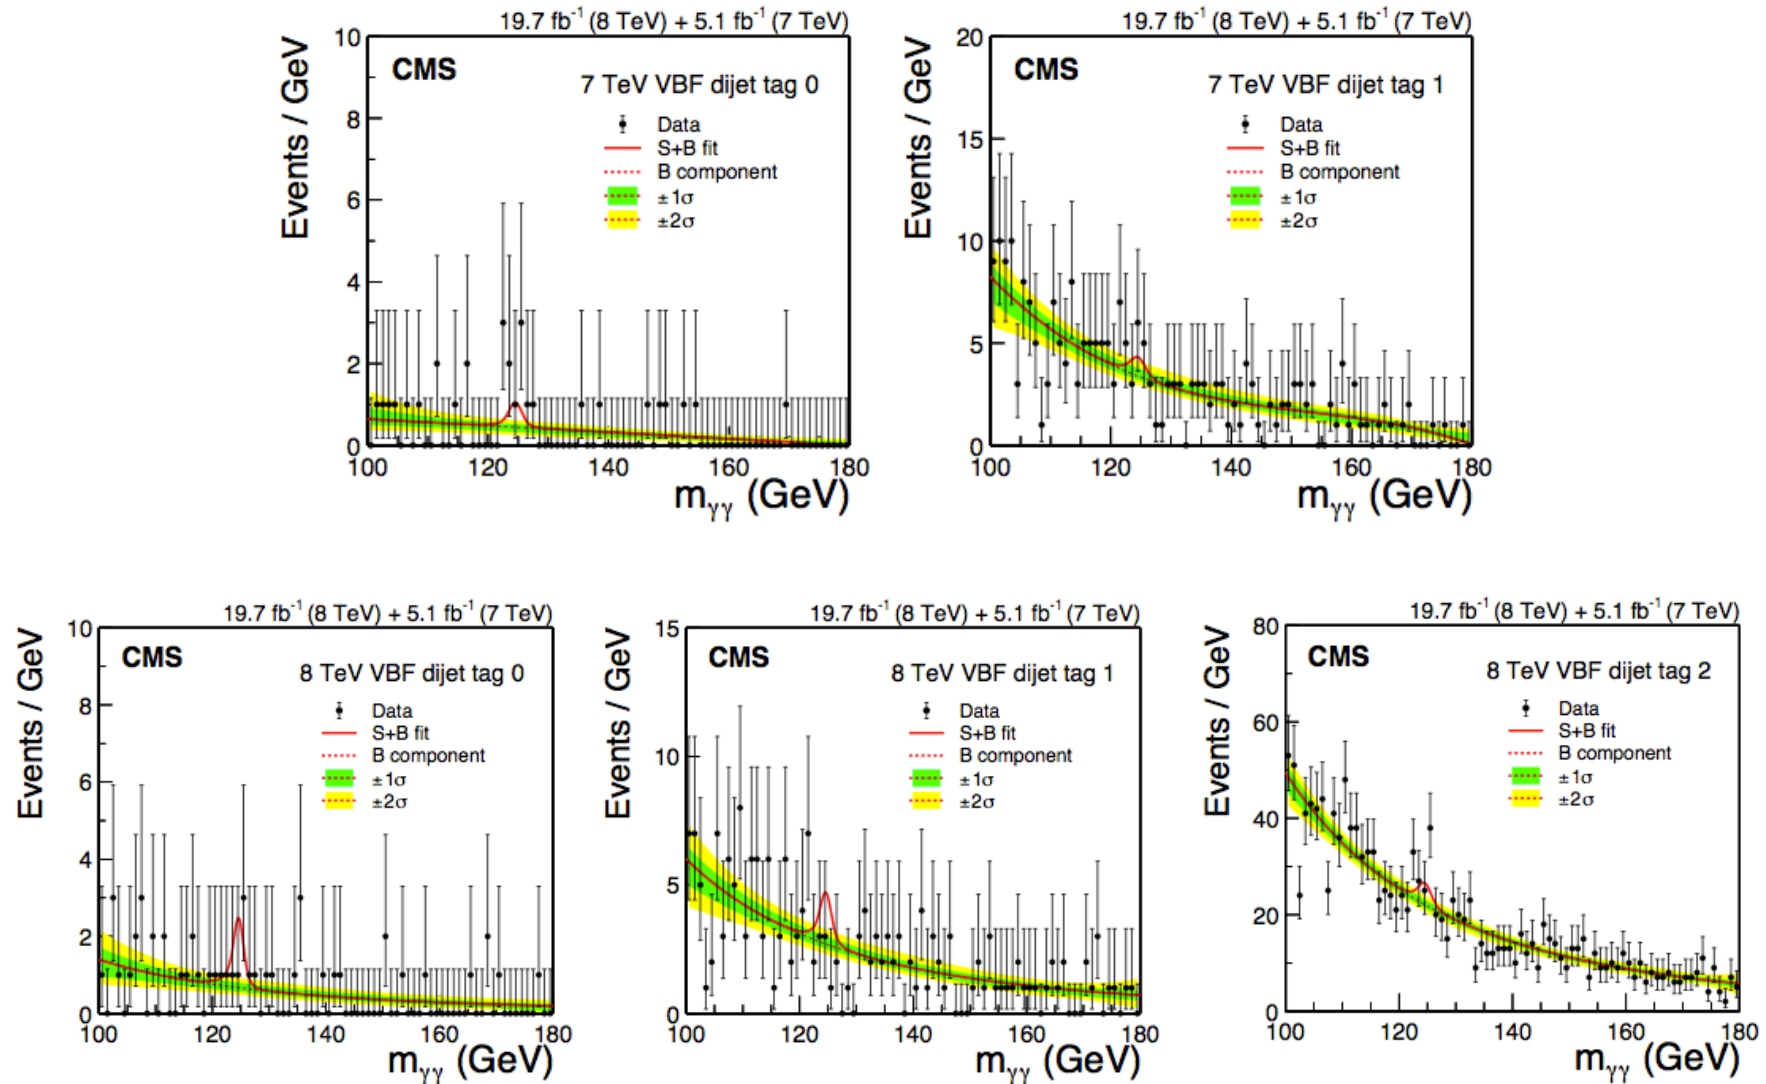 19.7 fb⁻¹ (8 TeV) + 5.1 fb⁻¹ (7 TeV)
CMS
7 TeV VBF dijet tag 0
Data
S+B fit
B component
±1σ
±2σ
Events / GeV
10
8
6
4
2
0
100 120 140 160 180
mγγ (GeV)
19.7 fb⁻¹ (8 TeV) + 5.1 fb⁻¹ (7 TeV)
CMS
7 TeV VBF dijet tag 1
Data
S+B fit
B component
±1σ
±2σ
Events / GeV
20
15
10
5
0
100 120 140 160 180
mγγ (GeV)
19.7 fb⁻¹ (8 TeV) + 5.1 fb⁻¹ (7 TeV)
CMS
8 TeV VBF dijet tag 0
Data
S+B fit
B component
±1σ
±2σ
Events / GeV
10
8
6
4
2
0
100 120 140 160 180
mγγ (GeV)
19.7 fb⁻¹ (8 TeV) + 5.1 fb⁻¹ (7 TeV)
CMS
8 TeV VBF dijet tag 1
Data
S+B fit
B component
±1σ
±2σ
Events / GeV
15
10
5
0
100 120 140 160 180
mγγ (GeV)
19.7 fb⁻¹ (8 TeV) + 5.1 fb⁻¹ (7 TeV)
CMS
8 TeV VBF dijet tag 2
Data
S+B fit
B component
±1σ
±2σ
Events / GeV
80
60
40
20
0
100 120 140 160 180
mγγ (GeV)